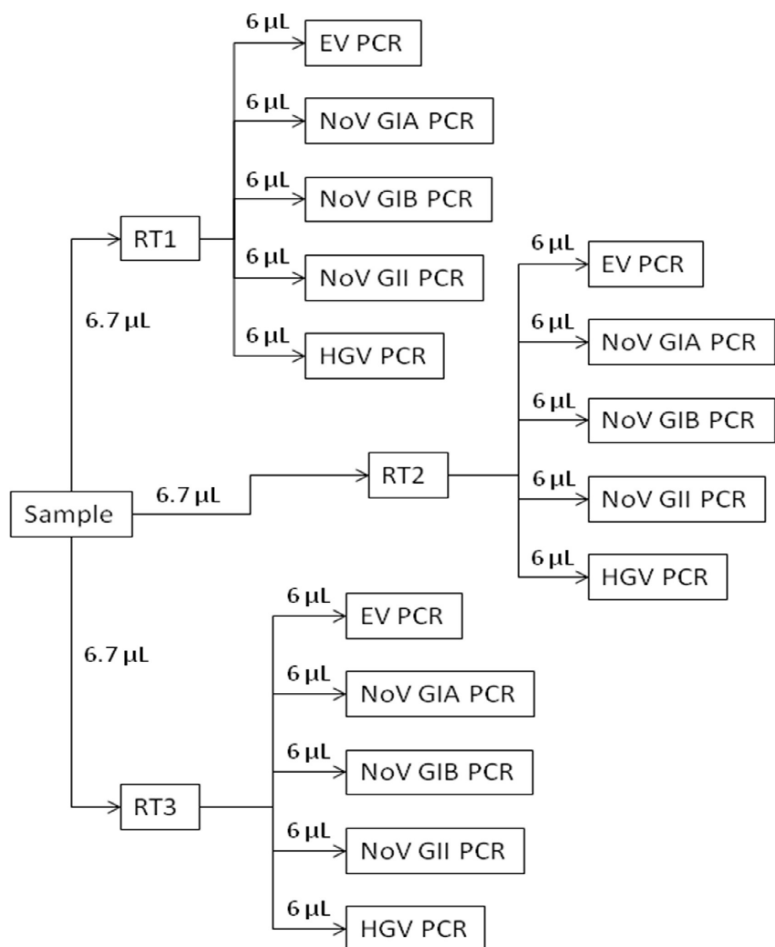 6 µL
EV PCR
6 µL
NoV GIA PCR
6 µL
NoV GIB PCR
RT1
6 µL
NoV GII PCR
6 µL
HGV PCR
6.7 µL
6 µL
EV PCR
6 µL
NoV GIA PCR
6 µL
NoV GIB PCR
RT2
6 µL
NoV GII PCR
6 µL
HGV PCR
6.7 µL
Sample
6.7 µL
6 µL
EV PCR
6 µL
NoV GIA PCR
6 µL
NoV GIB PCR
RT3
6 µL
NoV GII PCR
6 µL
HGV PCR